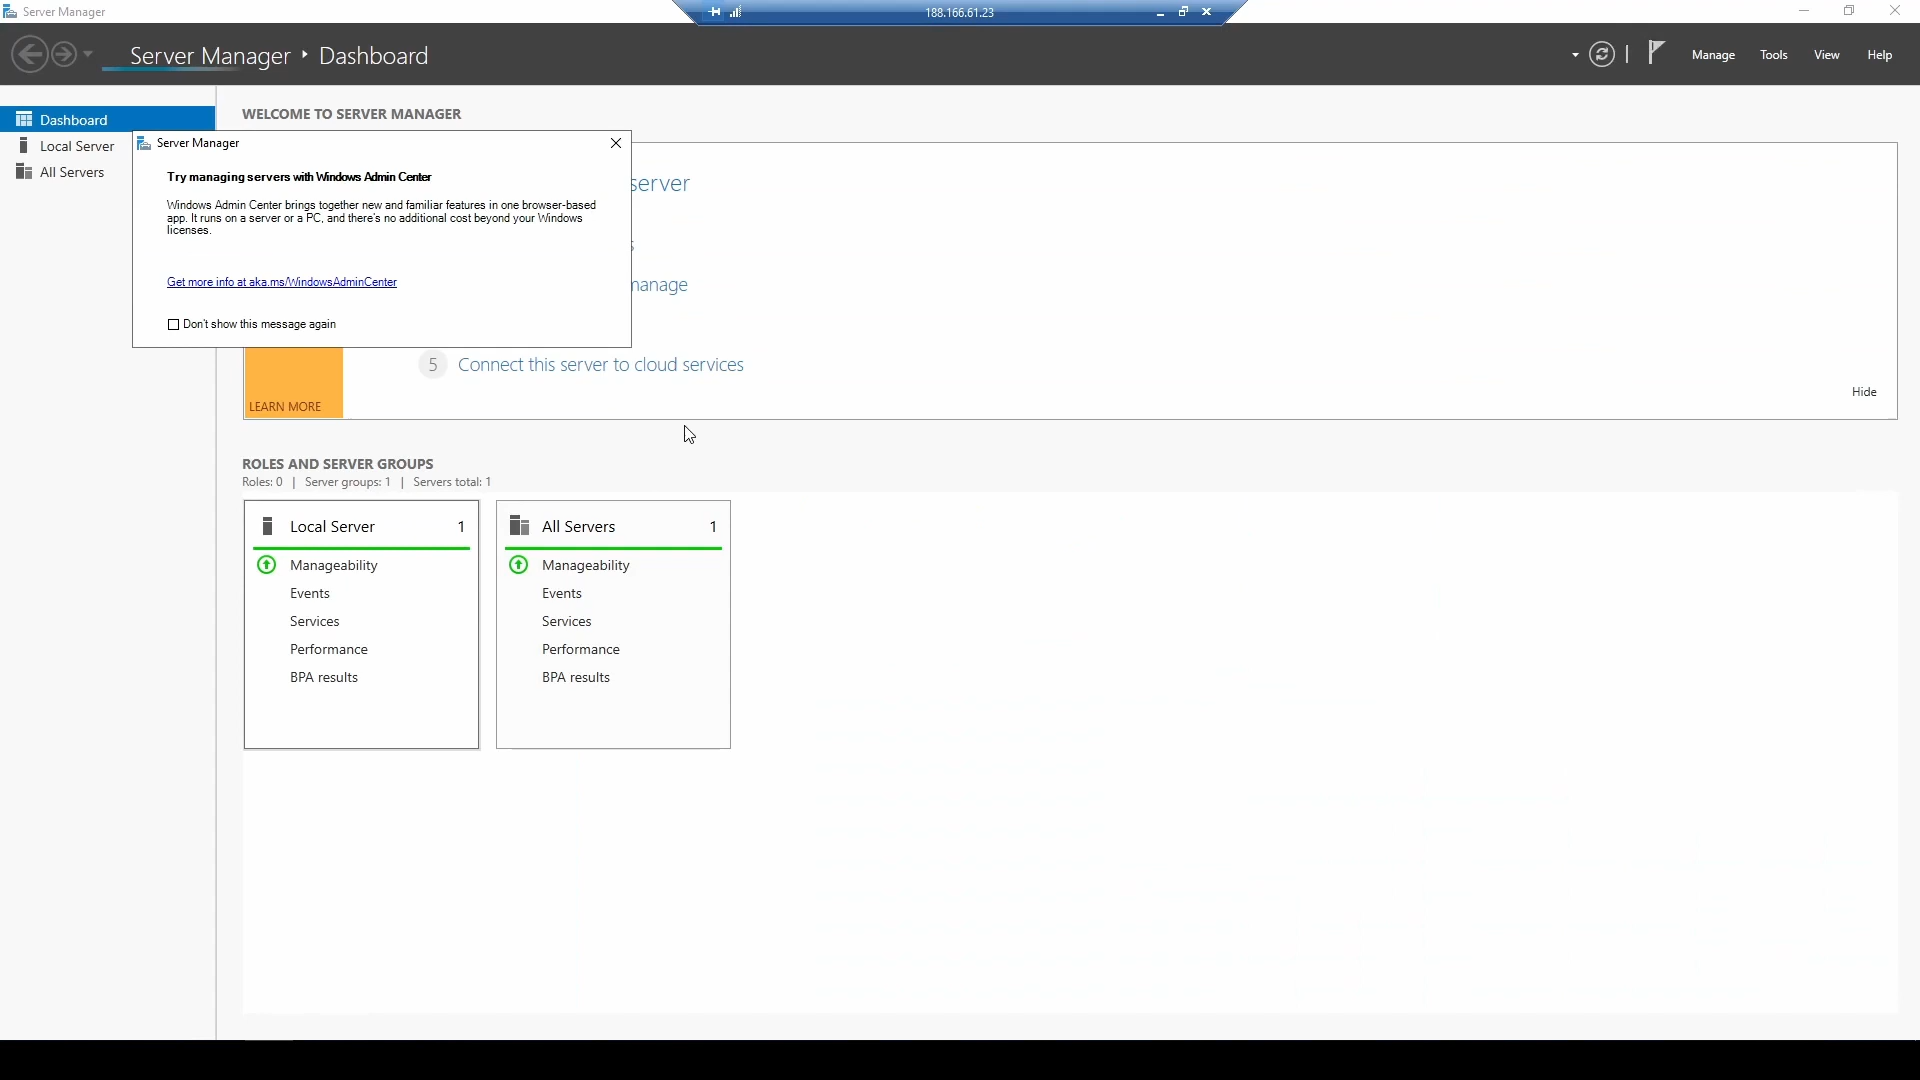 Server Manager
188.166.61.23
Server Manager Dashboard
Manage Tools View Help
Dashboard
Local Server
All Servers
WELCOME TO SERVER MANAGER
Server Manager
Try managing servers with Windows Admin Center
Windows Admin Center brings together new and familiar features in one browser-based
app. It runs on a server or a PC, and there's no additional cost beyond your Windows
licenses.
Get more info at aka.ms/WindowsAdminCenter
Don't show this message again
server
s
manage
5 Connect this server to cloud services
LEARN MORE
Hide
ROLES AND SERVER GROUPS
Roles: 0 | Server groups: 1 | Servers total: 1
Local Server 1
Manageability
Events
Services
Performance
BPA results
All Servers 1
Manageability
Events
Services
Performance
BPA results